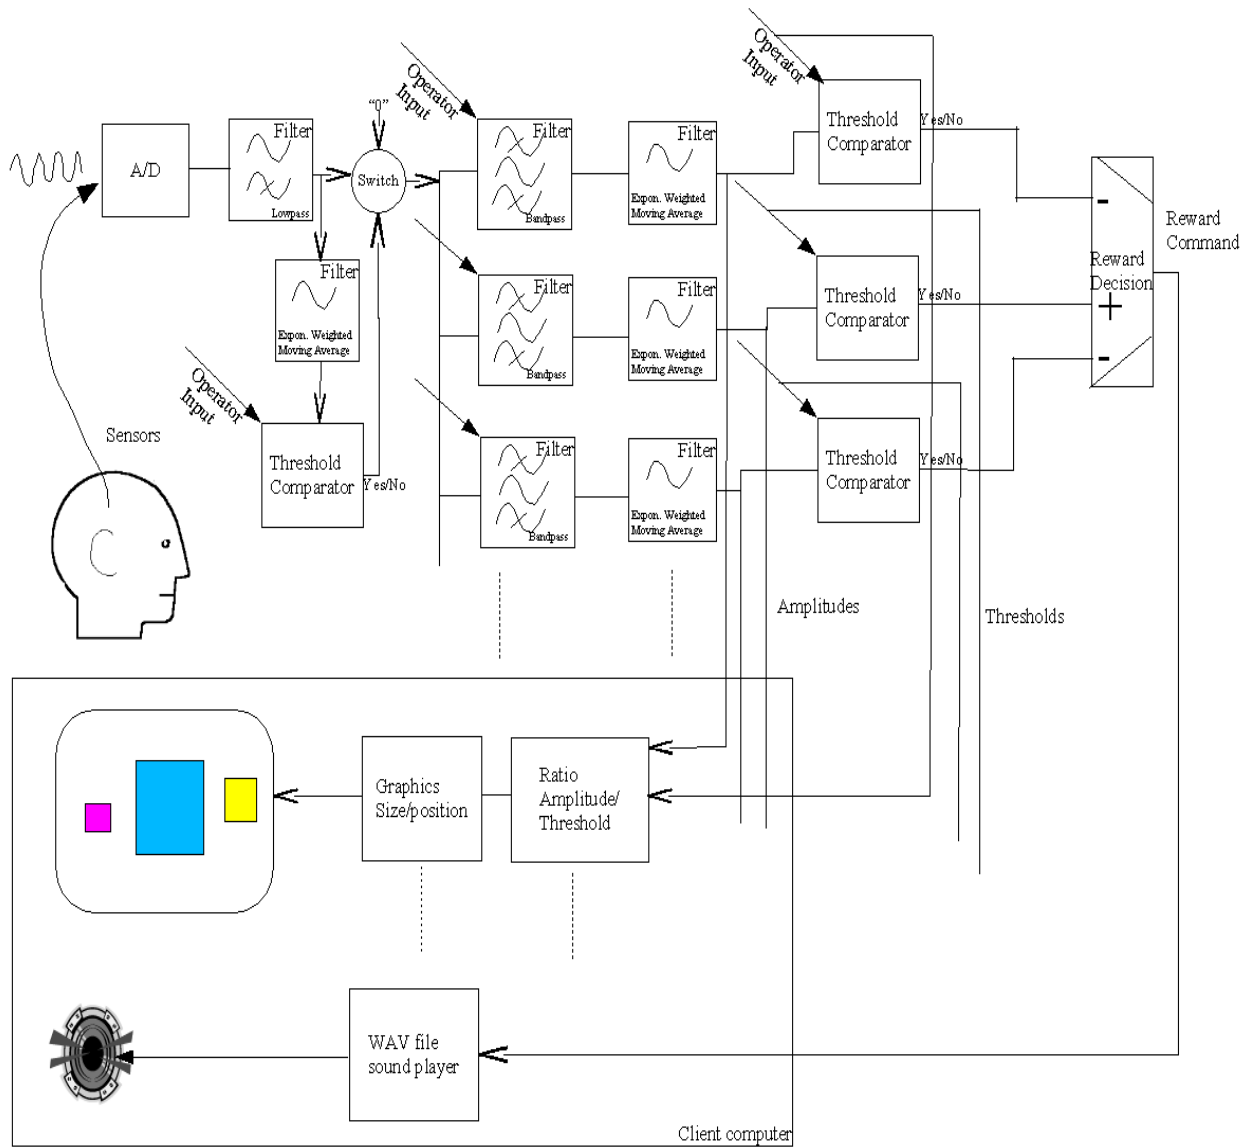 Operator
Input
Operator
Input
"0"
A/D
Filter
Lowpass
Switch
Filter
Bandpass
Filter
Expon. Weighted
Moving Average
Threshold
Comparator
Yes/No
-
Reward
Command
Filter
Expon. Weighted
Moving Average
Filter
Bandpass
Filter
Expon. Weighted
Moving Average
Threshold
Comparator
Yes/No
Reward
Decision
+
-
Operator
Input
Sensors
Threshold
Comparator
Yes/No
Filter
Bandpass
Filter
Expon. Weighted
Moving Average
Threshold
Comparator
Yes/No
Amplitudes
Thresholds
Graphics
Size/position
Ratio
Amplitude/
Threshold
WAV file
sound player
Client computer